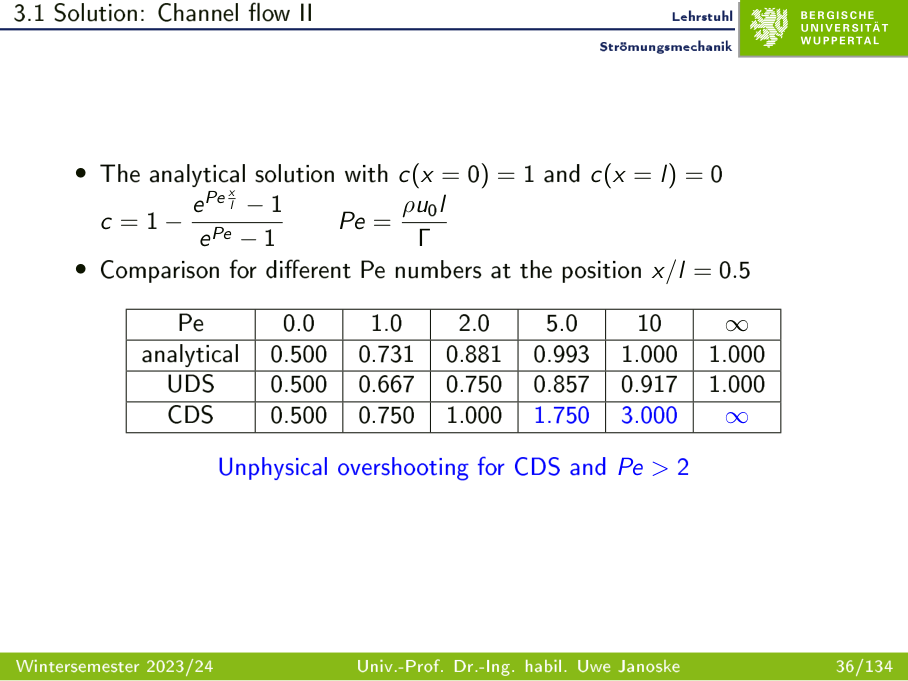 3.1 Solution: Channel flow II
Lehrstuhl
Strömungsmechanik
BERGISCHE
UNIVERSITÄT
WUPPERTAL
• The analytical solution with c(x = 0) = 1 and c(x = l) = 0
c = 1 − \frac{e^{Pe \frac{x}{l}} − 1}{e^{Pe} − 1}   Pe = \frac{ρu₀l}{Γ}
• Comparison for different Pe numbers at the position x/l = 0.5
Pe 0.0 1.0 2.0 5.0 10 ∞
analytical 0.500 0.731 0.881 0.993 1.000 1.000
UDS 0.500 0.667 0.750 0.857 0.917 1.000
CDS 0.500 0.750 1.000 1.750 3.000 ∞
Unphysical overshooting for CDS and Pe > 2
Wintersemester 2023/24 Univ.-Prof. Dr.-Ing. habil. Uwe Janoske 36/134